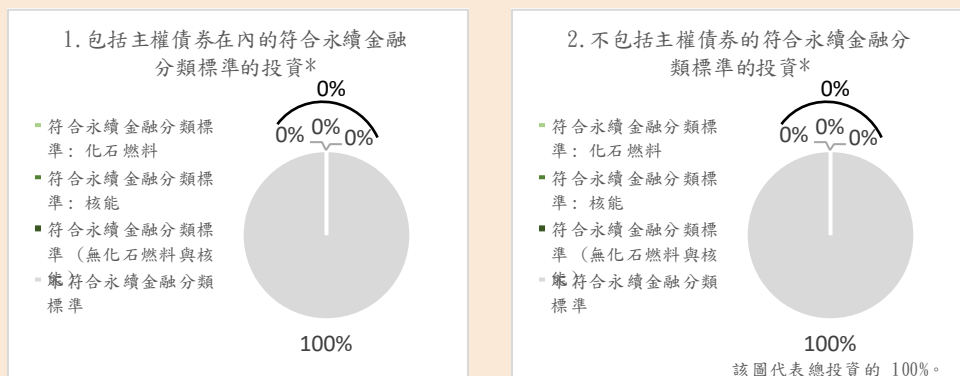 1.包括主權債券在內的符合永續金融
分類標準的投資*
0%
0%
0%
0%
符合永續金融分類標
準: 化石燃料
符合永續金融分類標
準: 核能
符合永續金融分類標
準 (無化石燃料與核
能)
未符合永續金融分類
標準
100%
2.不包括主權債券的符合永續金融分
類標準的投資*
0%
0%
0%
0%
符合永續金融分類標
準: 化石燃料
符合永續金融分類標
準: 核能
符合永續金融分類標
準 (無化石燃料與核
能)
未符合永續金融分類
標準
100%
該圖代表總投資的 100%。